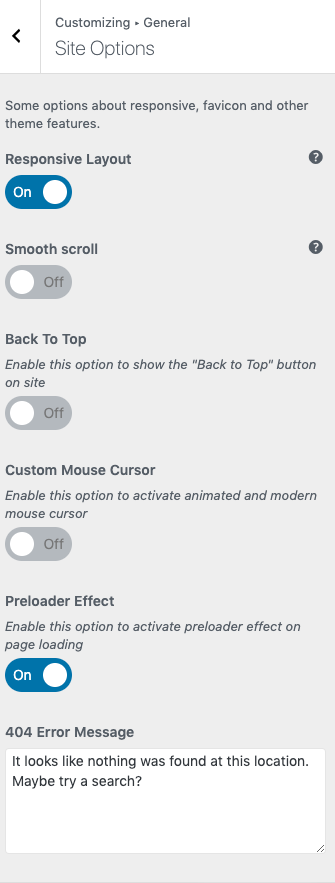 Customizing ▸ General
Site Options
Some options about responsive, favicon and other
theme features.
Responsive Layout
On
Smooth scroll
Off
Back To Top
Enable this option to show the "Back to Top" button
on site
Off
Custom Mouse Cursor
Enable this option to activate animated and modern
mouse cursor
Off
Preloader Effect
Enable this option to activate preloader effect on
page loading
On
404 Error Message
It looks like nothing was found at this location.
Maybe try a search?